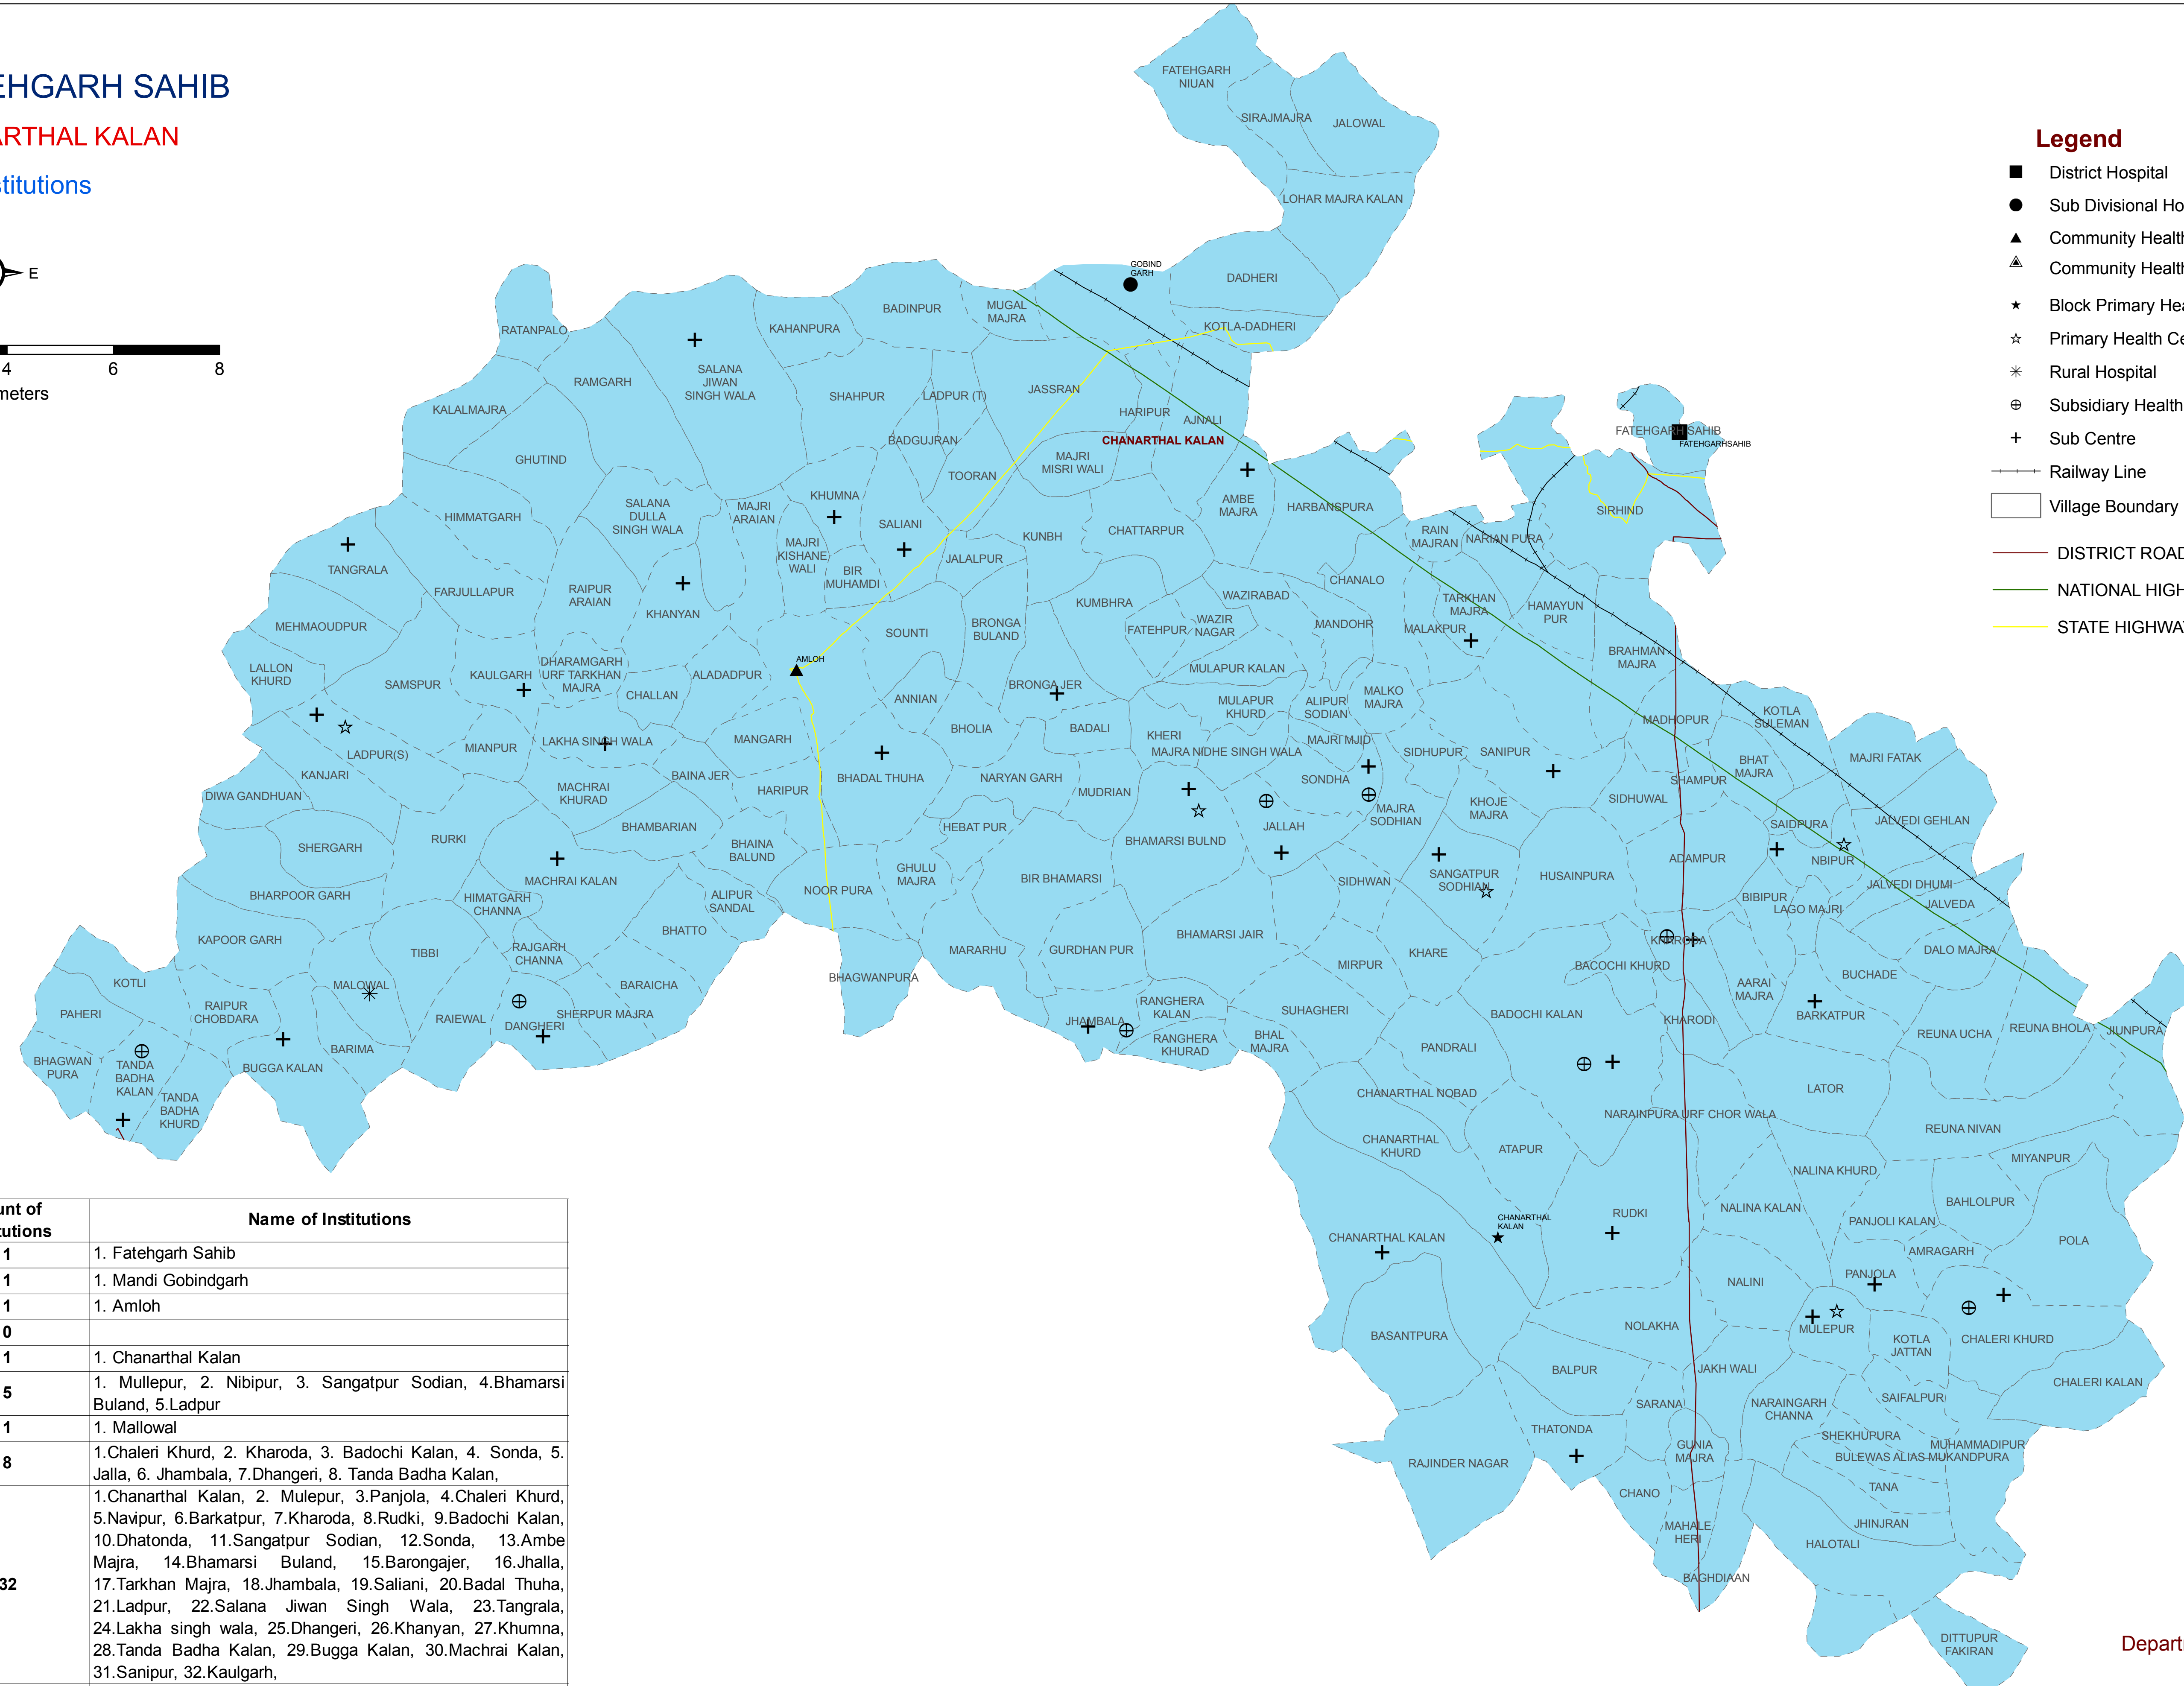 EHGARH SAHIB
ARTHAL KALAN
stitutions
E
4 6 8
meters
Legend
District Hospital
Sub Divisional Ho
Community Health
Community Health
Block Primary Hea
Primary Health Ce
Rural Hospital
Subsidiary Health
Sub Centre
Railway Line
Village Boundary
DISTRICT ROAD
NATIONAL HIGH
STATE HIGHWA
FATEHGARH
NIUAN
SIRAJMAJRA
JALOWAL
LOHAR MAJRA KALAN
GOBIND
GARH
DADHERI
KOTLA-DADHERI
RATANPALO
KAHANPURA
BADINPUR
MUGAL
MAJRA
RAMGARH
SALANA
JIWAN
SINGH WALA
SHAHPUR
LADPUR (T)
JASSRAN
HARIPUR
AJNALI
CHANARTHAL KALAN
KALALMAJRA
BADGUJRAN
MAJRI
MISRI WALI
TOORAN
GHUTIND
FATEHGARH SAHIB
FATEHGARHSAHIB
SIRHIND
HIMMATGARH
SALANA
DULLA
SINGH WALA
MAJRI
ARAIAN
KHUMNA
SALIANI
MAJRI
KISHANE
WALI
BIR
MUHAMDI
KUNBH
JALALPUR
CHATTARPUR
AMBE
MAJRA
HARBANSPURA
RAIN
MAJRAN
NARIAN PURA
TANGRALA
FARJULLAPUR
RAIPUR
ARAIAN
KHANYAN
CHANALO
WAZIRABAD
KUMBHRA
TARKHAN
MAJRA
HAMAYUN
PUR
MEHMAOUDPUR
SOUNTI
BRONGA
BULAND
FATEHPUR
WAZIR
NAGAR
MANDOHR
MALAKPUR
BRAHMAN
MAJRA
LALLON
KHURD
SAMSPUR
KAULGARH
DHARAMGARH
URF TARKHAN
MAJRA
CHALLAN
ALADADPUR
AMLOH
ANNIAN
BRONGA JER
MULAPUR KALAN
MULAPUR
KHURD
ALIPUR
SODIAN
MALKO
MAJRA
MADHOPUR
KOTLA
SULEMAN
LADPUR(S)
MIANPUR
LAKHA SINGH WALA
MANGARH
BHOLIA
BADALI
KHERI
MAJRA NIDHE SINGH WALA
MAJRI MJID
SIDHUPUR
SANIPUR
BHAT
MAJRA
MAJRI FATAK
KANJARI
DIWA GANDHUAN
MACHRAI
KHURAD
BAINA JER
HARIPUR
BHADAL THUHA
NARYAN GARH
MUDRIAN
SONDHA
MAJRA
SODHIAN
KHOJE
MAJRA
SIDHUWAL
SHAMPUR
SAIDPURA
JALVEDI GEHLAN
SHERGARH
RURKI
BHAMBARIAN
BHAINA
BALUND
HEBAT PUR
BHAMARSI BULND
JALLAH
ADAMPUR
NBIPUR
BHARPOOR GARH
MACHRAI KALAN
HIMATGARH
CHANNA
ALIPUR
SANDAL
NOOR PURA
GHULU
MAJRA
BIR BHAMARSI
SIDHWAN
SANGATPUR
SODHIAN
HUSAINPURA
BIBIPUR
LAGO MAJRI
JALVEDI DHUMI
JALVEDA
KAPOOR GARH
TIBBI
RAJGARH
CHANNA
BHATTO
MARARHU
GURDHAN PUR
BHAMARSI JAIR
MIRPUR
KHARE
KHARODA
BACOCHI KHURD
DALO MAJRA
BUCHADE
KOTLI
MALOWAL
BARAICHA
BHAGWANPURA
AARAI
MAJRA
BARKATPUR
PAHERI
RAIPUR
CHOBDARA
RAIEWAL
DANGHERI
SHERPUR MAJRA
JHAMBALA
RANGHERA
KALAN
RANGHERA
KHURAD
BHAL
MAJRA
SUHAGHERI
BADOCHI KALAN
KHARODI
REUNA UCHA
REUNA BHOLA
JIUNPURA
BHAGWAN
PURA
TANDA
BADHA
KALAN
TANDA
BADHA
KHURD
BUGGA KALAN
BARIMA
PANDRALI
CHANARTHAL NOBAD
LATOR
NARAINPURA URF CHOR WALA
CHANARTHAL
KHURD
ATAPUR
REUNA NIVAN
NALINA KHURD
MIYANPUR
CHANARTHAL KALAN
CHANARTHAL
KALAN
RUDKI
NALINA KALAN
BAHLOLPUR
PANJOLI KALAN
AMRAGARH
POLA
NALINI
PANJOLA
BASANTPURA
NOLAKHA
MULEPUR
KOTLA
JATTAN
CHALERI KHURD
BALPUR
JAKH WALI
CHALERI KALAN
SARANA
NARAINGARH
CHANNA
SAIFALPUR
THATONDA
GUNIA
MAJRA
SHEKHUPURA
MUHAMMADIPUR
BULEWAS ALIAS MUKANDPURA
RAJINDER NAGAR
CHANO
TANA
MAHALE
HERI
JHINJRAN
HALOTALI
BAGHDIAAN
DITTUPUR
FAKIRAN
Departm
unt of
tutions
Name of Institutions
1 1. Fatehgarh Sahib
1 1. Mandi Gobindgarh
1 1. Amloh
0
1 1. Chanarthal Kalan
5 1. Mullepur, 2. Nibipur, 3. Sangatpur Sodian, 4.Bhamarsi
Buland, 5.Ladpur
1 1. Mallowal
8 1.Chaleri Khurd, 2. Kharoda, 3. Badochi Kalan, 4. Sonda, 5.
Jalla, 6. Jhambala, 7.Dhangeri, 8. Tanda Badha Kalan,
32 1.Chanarthal Kalan, 2. Mulepur, 3.Panjola, 4.Chaleri Khurd,
5.Navipur, 6.Barkatpur, 7.Kharoda, 8.Rudki, 9.Badochi Kalan,
10.Dhatonda, 11.Sangatpur Sodian, 12.Sonda, 13.Ambe
Majra, 14.Bhamarsi Buland, 15.Barongajer, 16.Jhalla,
17.Tarkhan Majra, 18.Jhambala, 19.Saliani, 20.Badal Thuha,
21.Ladpur, 22.Salana Jiwan Singh Wala, 23.Tangrala,
24.Lakha singh wala, 25.Dhangeri, 26.Khanyan, 27.Khumna,
28.Tanda Badha Kalan, 29.Bugga Kalan, 30.Machrai Kalan,
31.Sanipur, 32.Kaulgarh,